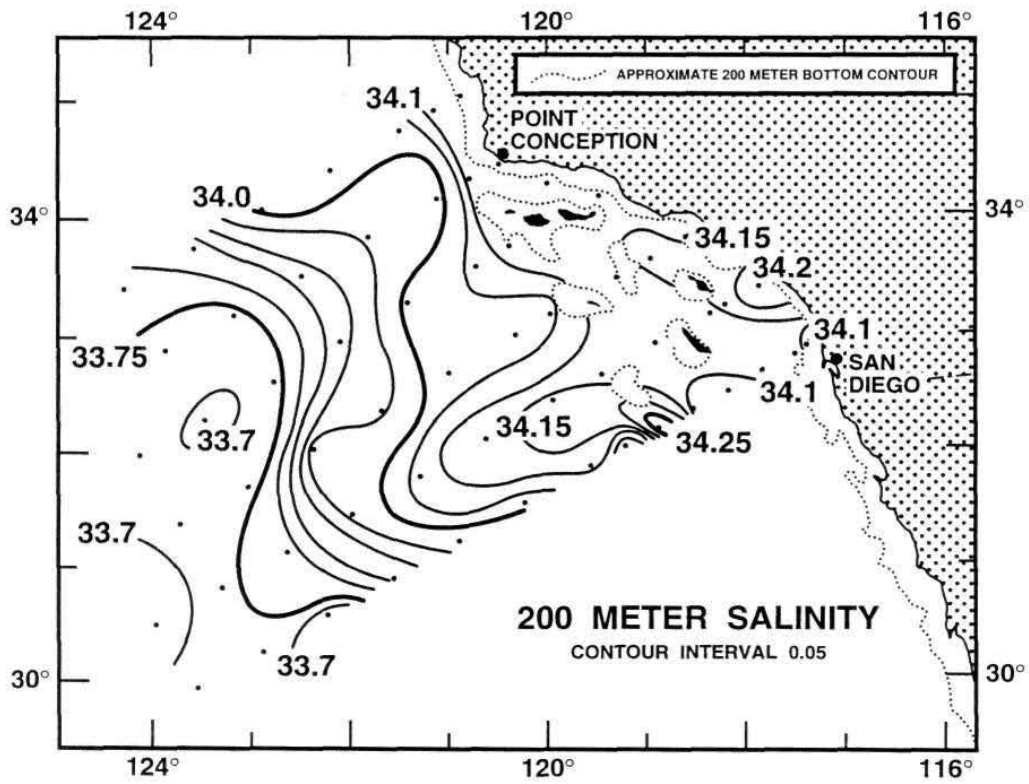 124° 120° 116°
APPROXIMATE 200 METER BOTTOM CONTOUR
34.1
POINT
CONCEPTION
34.0
34° 34°
34.15
34.2
34.1
33.75
SAN
DIEGO
34.1
33.7
34.15
34.25
33.7
200 METER SALINITY
CONTOUR INTERVAL 0.05
33.7
30° 30°
124° 120° 116°